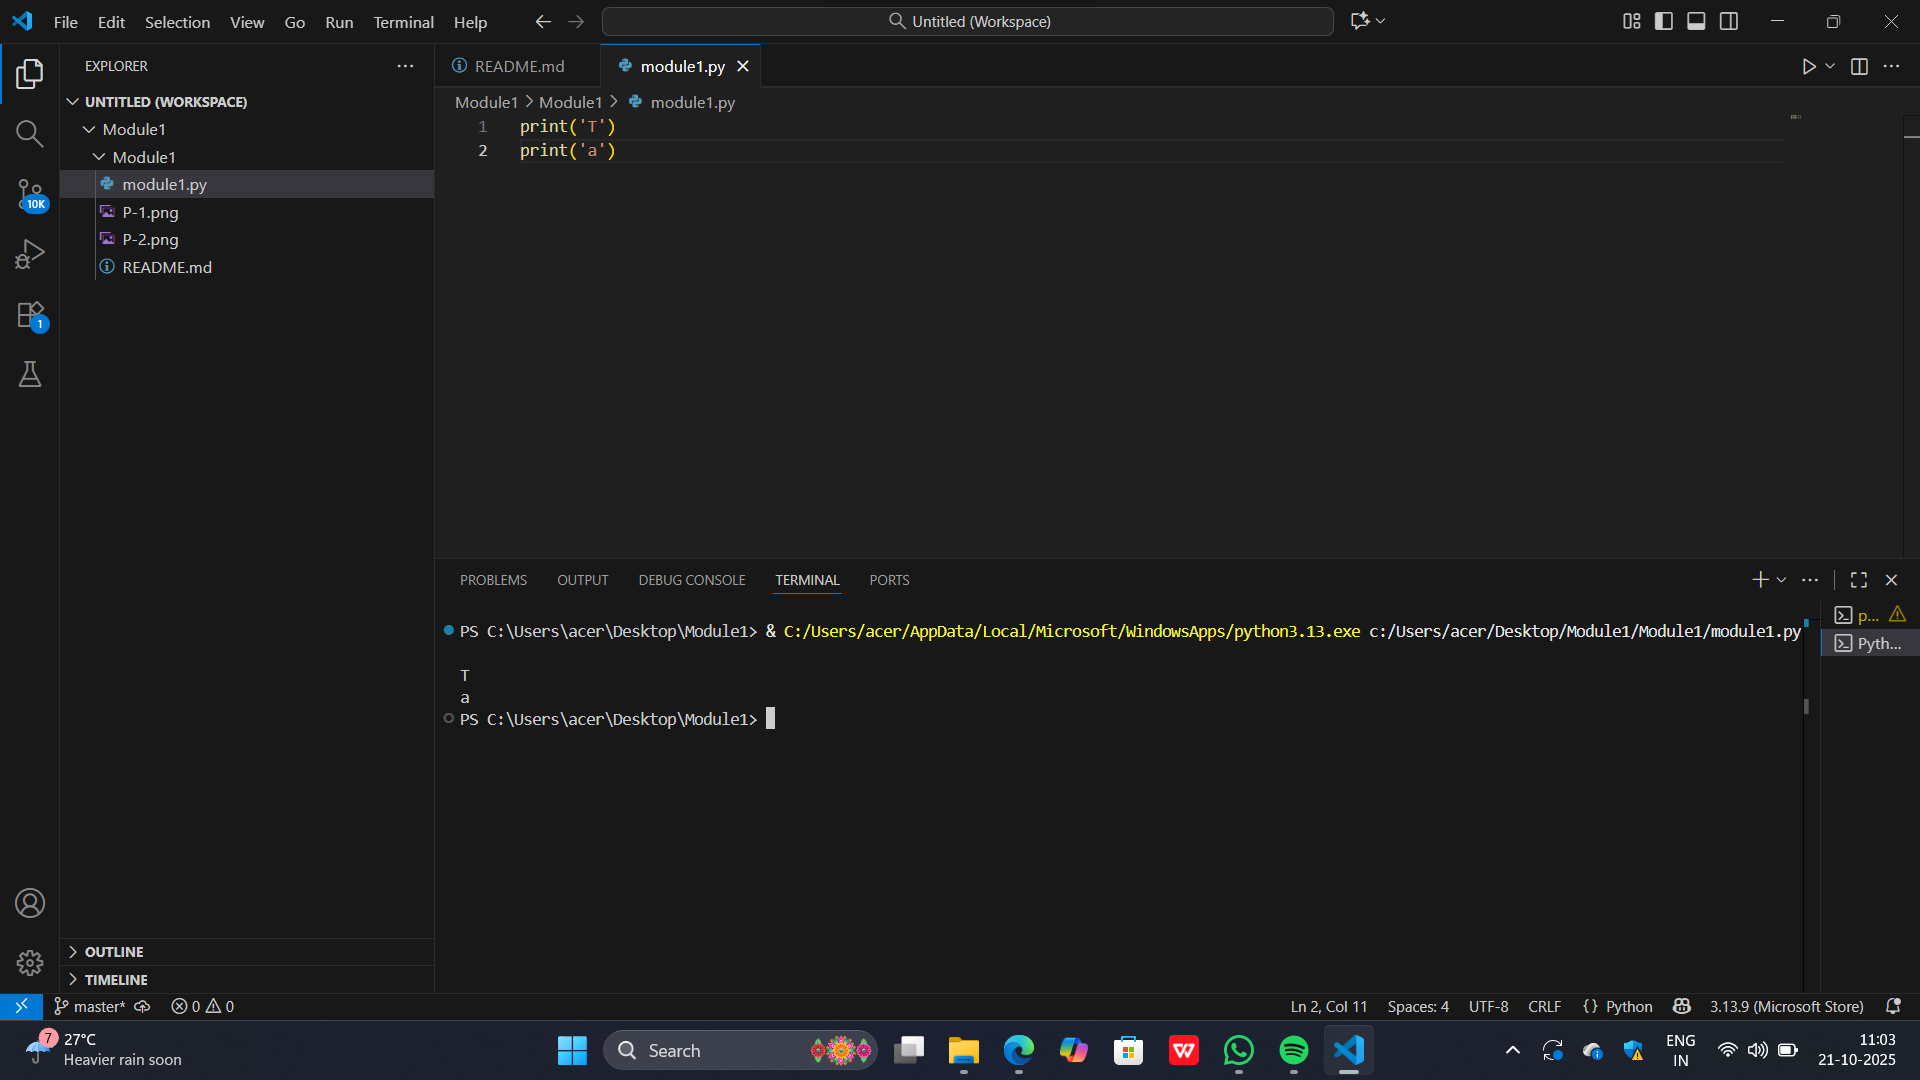 File Edit Selection View Go Run Terminal Help
Untitled (Workspace)
EXPLORER
UNTITLED (WORKSPACE)
Module1
Module1
module1.py
P-1.png
P-2.png
README.md
10K
1
OUTLINE
TIMELINE
README.md
module1.py
Module1 > Module1 > module1.py
1 print('T')
2 print('a')
PROBLEMS OUTPUT DEBUG CONSOLE TERMINAL PORTS
PS C:\Users\acer\Desktop\Module1> & C:/Users/acer/AppData/Local/Microsoft/WindowsApps/python3.13.exe c:/Users/acer/Desktop/Module1/Module1/module1.py
T
a
PS C:\Users\acer\Desktop\Module1>
p...
Pyth...
master* 0 0
Ln 2, Col 11 Spaces: 4 UTF-8 CRLF {} Python 3.13.9 (Microsoft Store)
7
27°C
Heavier rain soon
Search
ENG
IN
11:03
21-10-2025